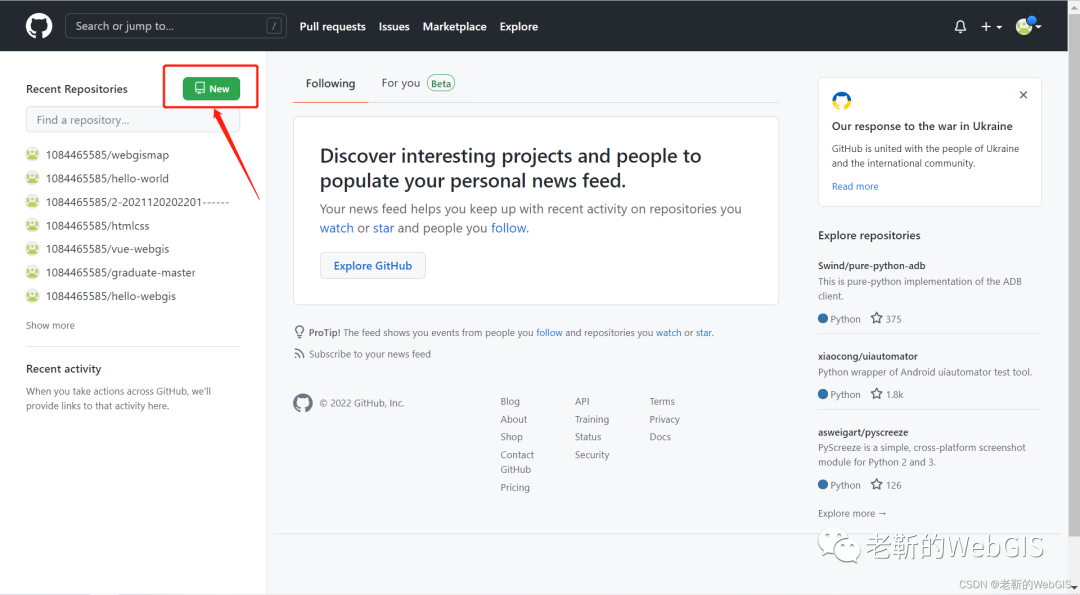 Search or jump to...
/
Pull requests
Issues
Marketplace
Explore
Recent Repositories
New
Find a repository...
1084465585/webgismap
1084465585/hello-world
1084465585/2-2021120202201------
1084465585/htmlcss
1084465585/vue-webgis
1084465585/graduate-master
1084465585/hello-webgis
Show more
Recent activity
When you take actions across GitHub, we'll
provide links to that activity here.
Following
For you
Beta
Discover interesting projects and people to
populate your personal news feed.
Your news feed helps you keep up with recent activity on repositories you
watch or star and people you follow.
Explore GitHub
ProTip! The feed shows you events from people you follow and repositories you watch or star.
Subscribe to your news feed
© 2022 GitHub, Inc.
Blog
About
Shop
Contact
GitHub
Pricing
API
Training
Status
Security
Terms
Privacy
Docs
Our response to the war in Ukraine
GitHub is united with the people of Ukraine
and the international community.
Read more
Explore repositories
Swind/pure-python-adb
This is pure-python implementation of the ADB
client.
Python 375
xiaocong/uiautomator
Python wrapper of Android uiautomator test tool.
Python 1.8k
asweigart/pyscreeze
PyScreeze is a simple, cross-platform screenshot
module for Python 2 and 3.
Python 126
Explore more →
老靳的WebGIS
CSDN @老靳的WebGIS